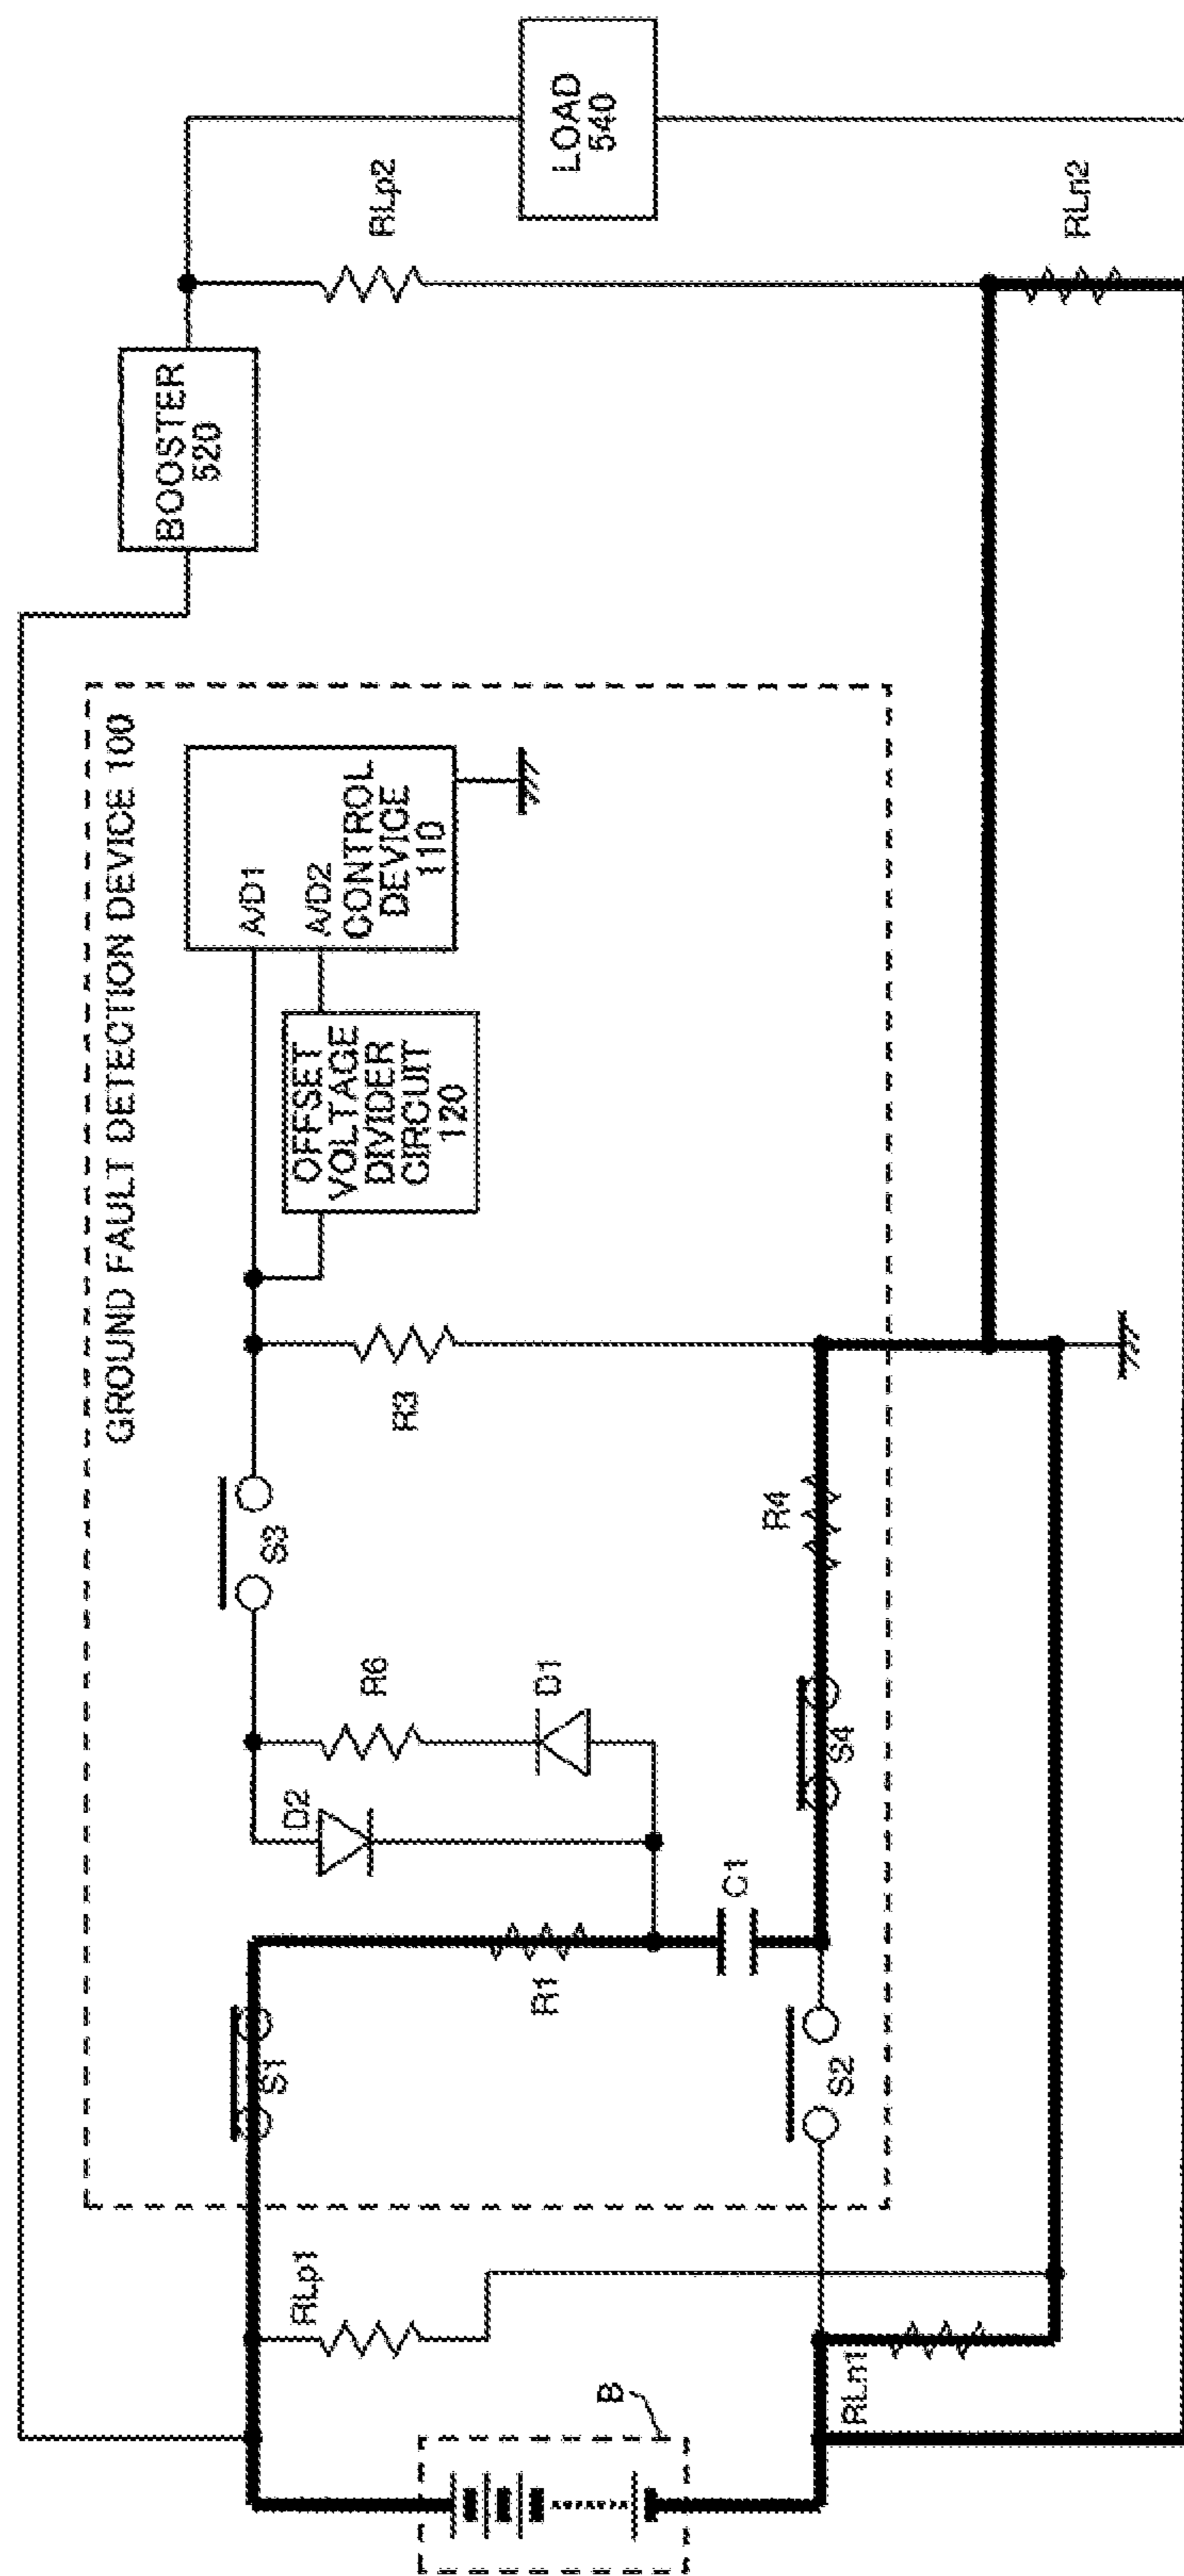 GROUND FAULT DETECTION DEVICE 100
BOOSTER
520
LOAD
540
RLp2
RLn2
A/D1
A/D2
CONTROL
DEVICE
110
OFFSET
VOLTAGE
DIVIDER
CIRCUIT
120
R3
S3
R6
D1
D2
R4
S4
C1
R1
S1
S2
RLp1
RLn1
B